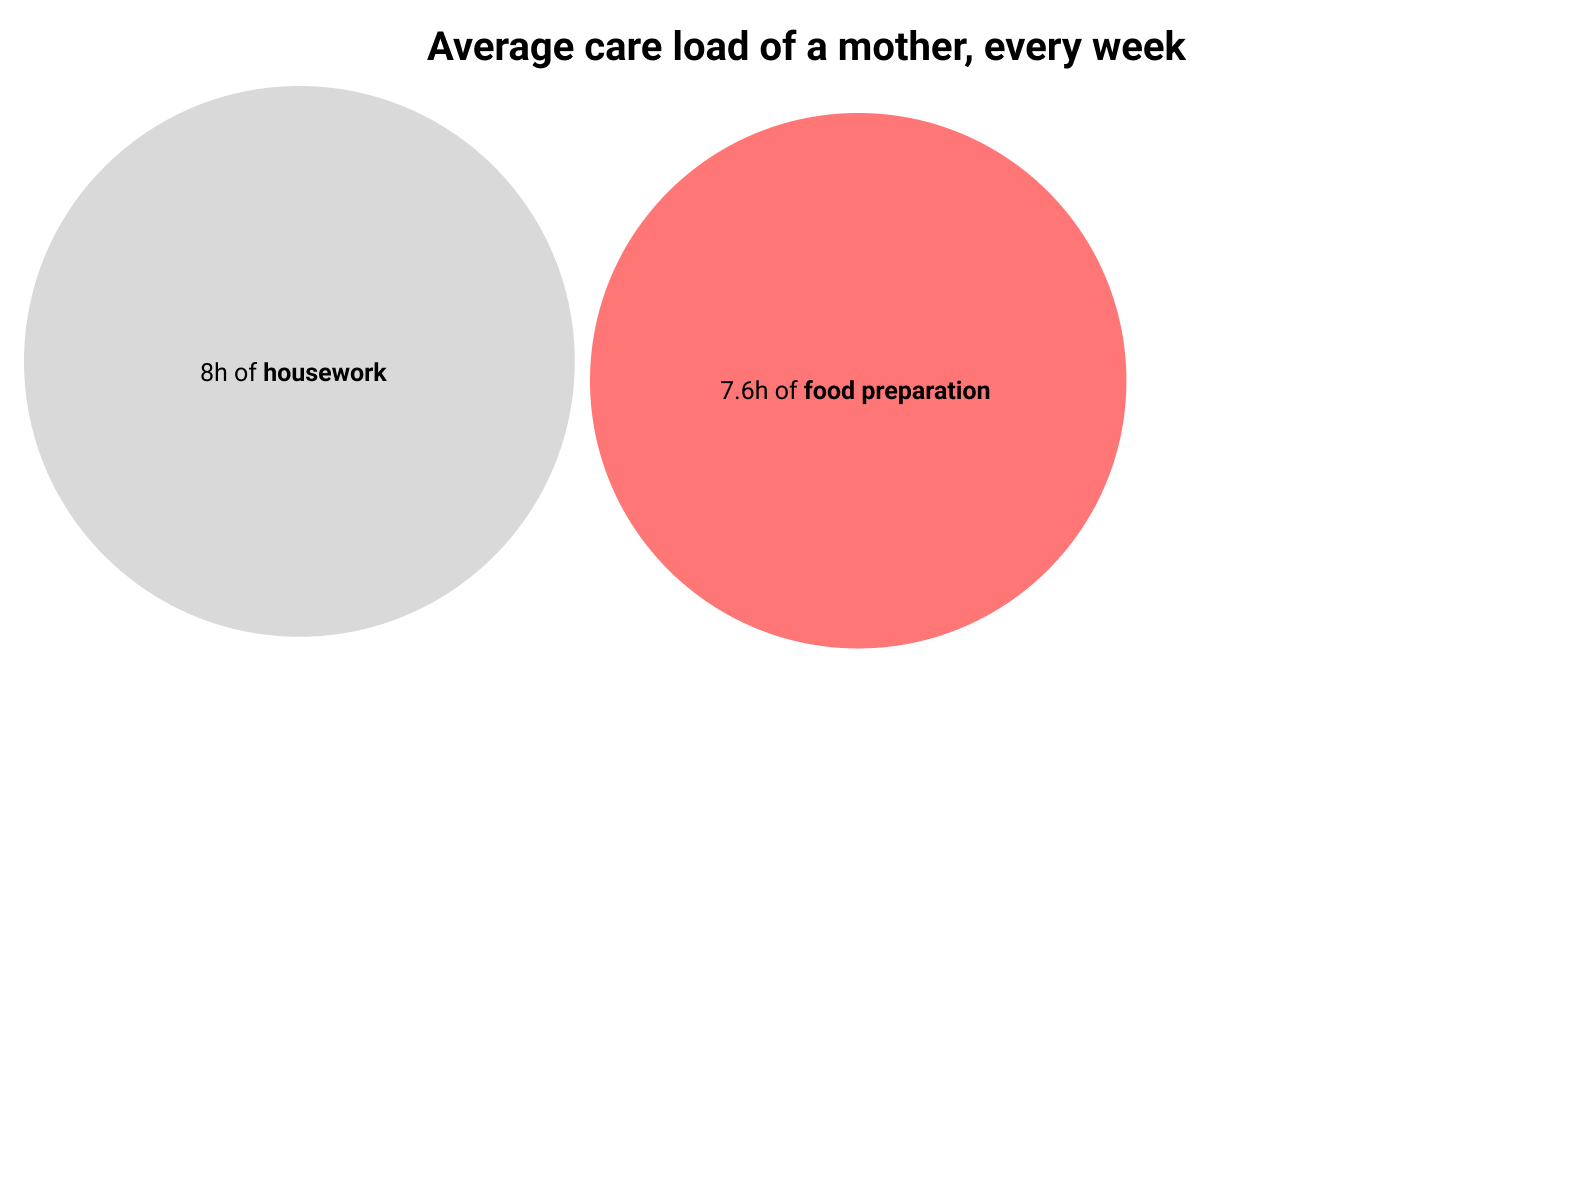 Average care load of a mother, every week
8h of housework
7.6h of food preparation